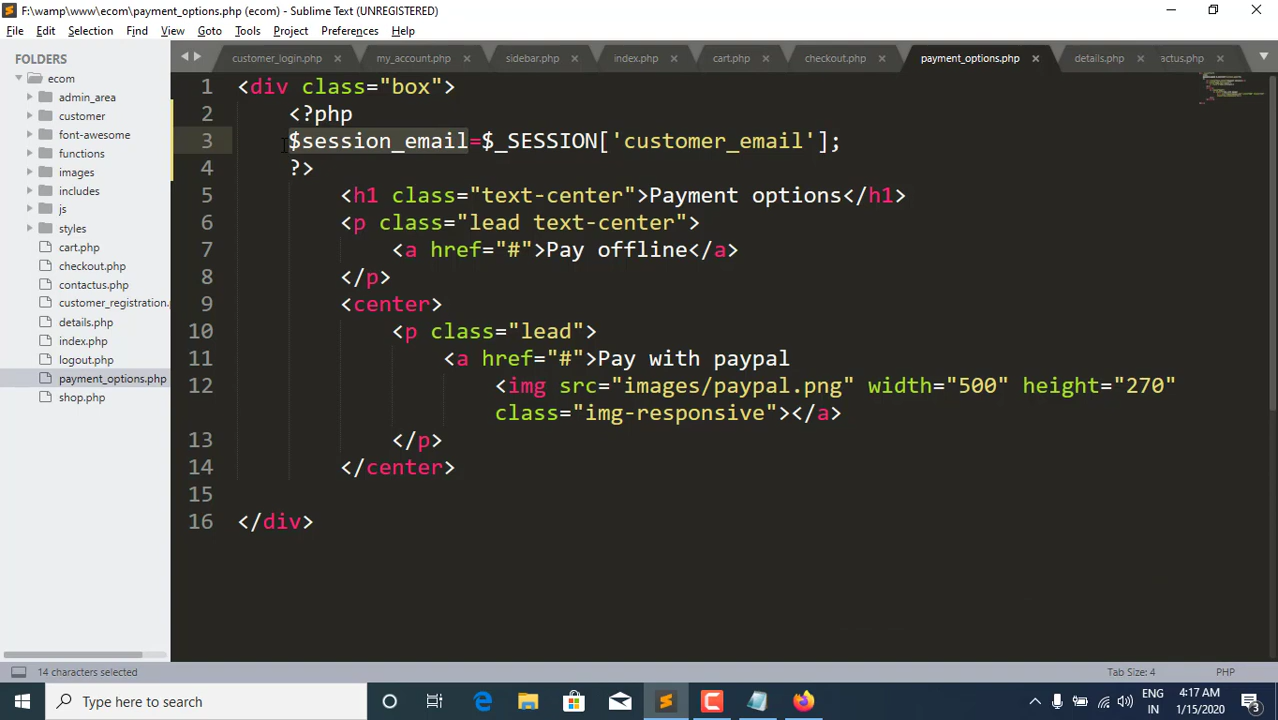 F:\wamp\www\ecom\payment_options.php (ecom) - Sublime Text (UNREGISTERED)
File Edit Selection Find View Goto Tools Project Preferences Help
FOLDERS
ecom
admin_area
customer
font-awesome
functions
images
includes
js
styles
cart.php
checkout.php
contactus.php
customer_registration.
details.php
index.php
logout.php
payment_options.php
shop.php
customer_login.php my_account.php sidebar.php index.php cart.php checkout.php payment_options.php details.php actus.php
1 <div class="box">
2 <?php
3 $session_email=$_SESSION['customer_email'];
4 ?>
5 <h1 class="text-center">Payment options</h1>
6 <p class="lead text-center">
7 <a href="#">Pay offline</a>
8 </p>
9 <center>
10 <p class="lead">
11 <a href="#">Pay with paypal
12 <img src="images/paypal.png" width="500" height="270"
class="img-responsive"></a>
13 </p>
14 </center>
15
16 </div>
14 characters selected
Tab Size: 4 PHP
Type here to search
ENG
IN
4:17 AM
1/15/2020
3